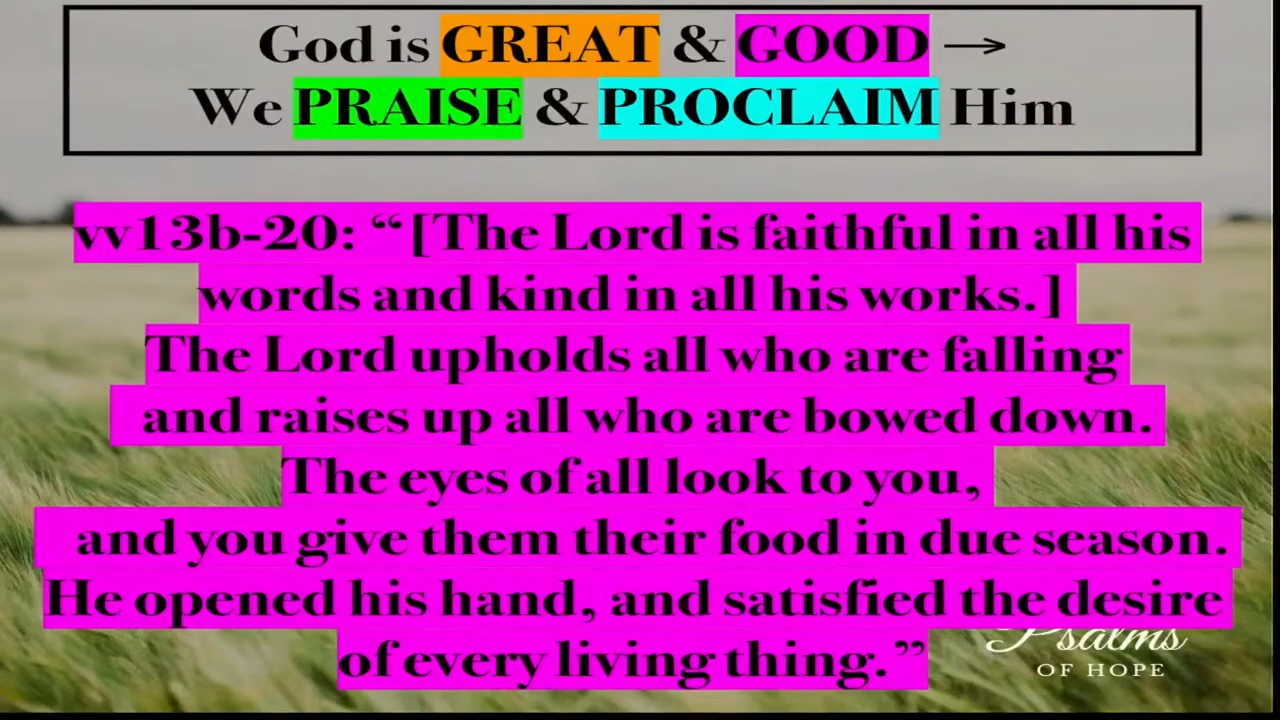 God is GREAT & GOOD →
We PRAISE & PROCLAIM Him
vv13b-20: “[The Lord is faithful in all his
words and kind in all his works.]
The Lord upholds all who are falling
and raises up all who are bowed down.
The eyes of all look to you,
and you give them their food in due season.
He opened his hand, and satisfied the desire
of every living thing.”
Psalms
OF HOPE